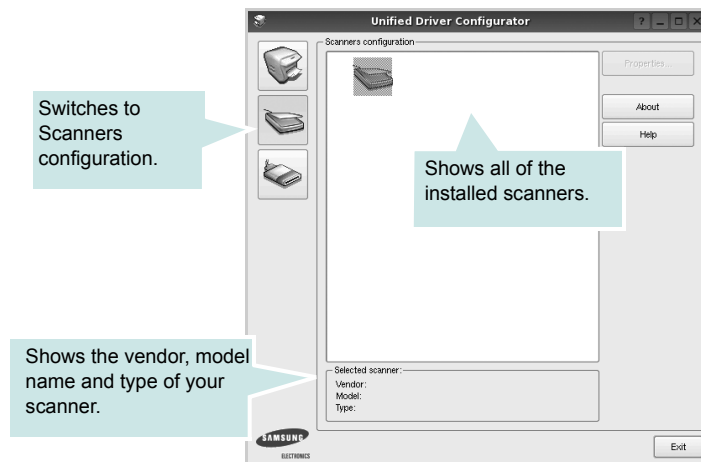 Unified Driver Configurator
Scanners configuration
Properties...
About
Help
Switches to
Scanners
configuration.
Shows all of the
installed scanners.
Shows the vendor, model
name and type of your
scanner.
Selected scanner:
Vendor:
Model:
Type:
SAMSUNG
ELECTRONICS
Exit